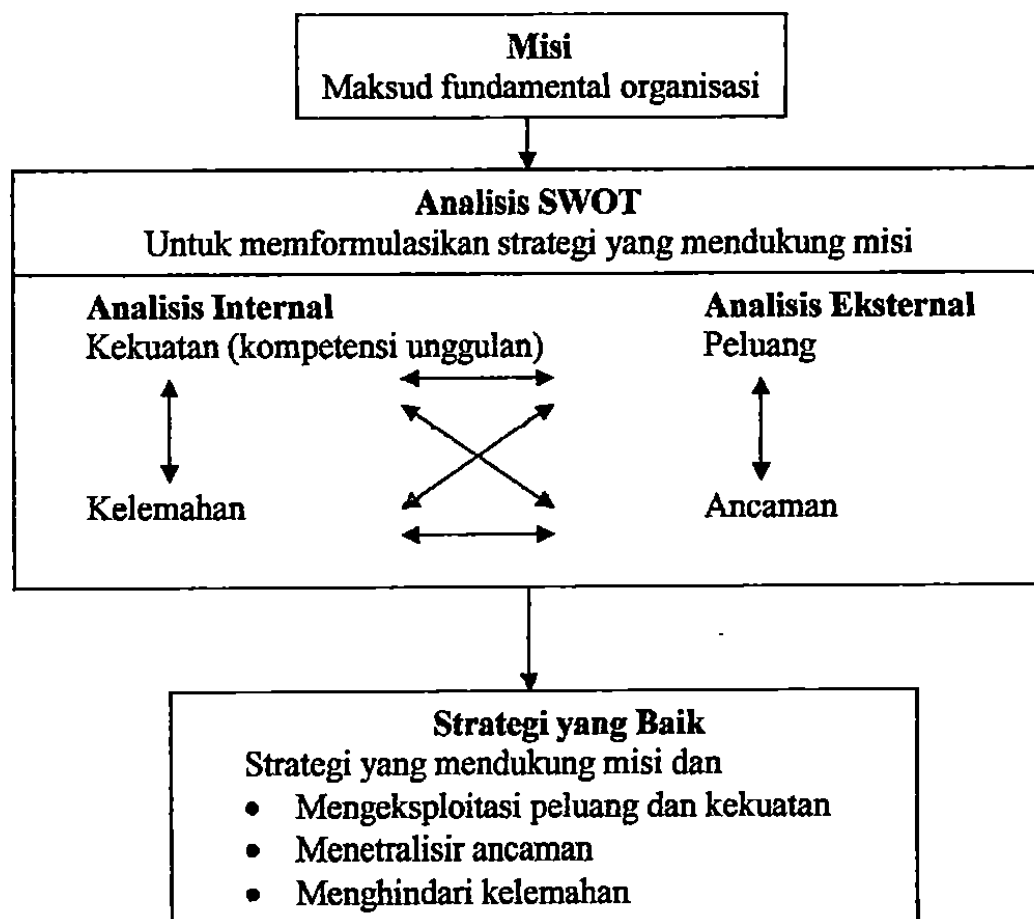 Misi
Maksud fundamental organisasi
Analisis SWOT
Untuk memformulasikan strategi yang mendukung misi
Analisis Internal
Kekuatan (kompetensi unggulan)
Kelemahan
Analisis Eksternal
Peluang
Ancaman
Strategi yang Baik
Strategi yang mendukung misi dan
• Mengeksploitasi peluang dan kekuatan
• Menetralisir ancaman
• Menghindari kelemahan